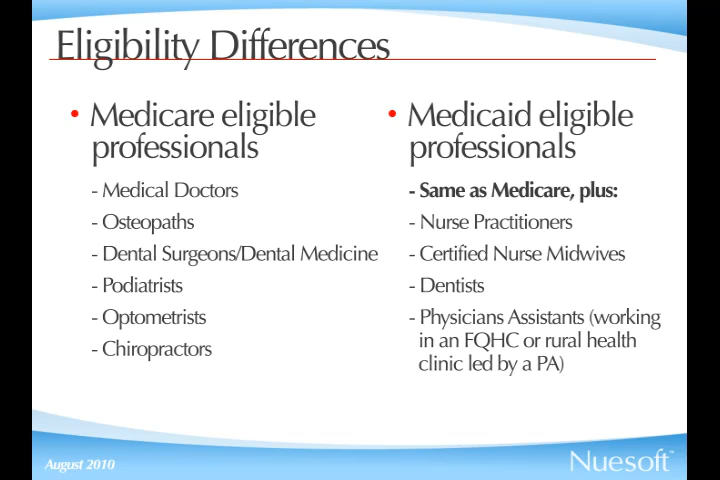 Eligibility Differences
• Medicare eligible
professionals
- Medical Doctors
- Osteopaths
- Dental Surgeons/Dental Medicine
- Podiatrists
- Optometrists
- Chiropractors
• Medicaid eligible
professionals
- Same as Medicare, plus:
- Nurse Practitioners
- Certified Nurse Midwives
- Dentists
- Physicians Assistants (working
in an FQHC or rural health
clinic led by a PA)
August 2010
Nuesoft™